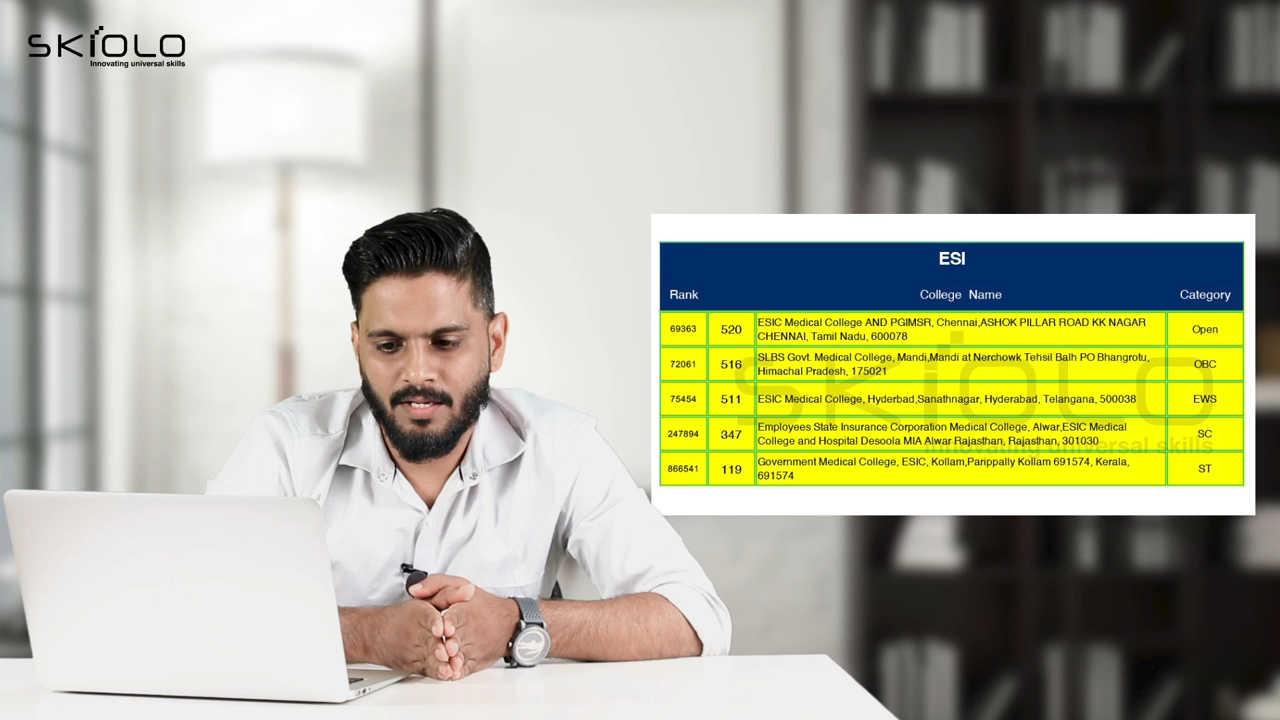 SKIOLO
Innovating universal skills
ESI
Rank College Name Category
69363 520 ESIC Medical College AND PGIMSR, Chennai,ASHOK PILLAR ROAD KK NAGAR
CHENNAI, Tamil Nadu, 600078 Open
72061 516 SLBS Govt. Medical College, Mandi,Mandi at Nerchowk Tehsil Balh PO Bhangrotu,
Himachal Pradesh, 175021 OBC
75454 511 ESIC Medical College, Hyderbad,Sanathnagar, Hyderabad, Telangana, 500038 EWS
247894 347 Employees State Insurance Corporation Medical College, Alwar,ESIC Medical
College and Hospital Desoola MIA Alwar Rajasthan, Rajasthan, 301030 SC
866541 119 Government Medical College, ESIC, Kollam,Parippally Kollam 691574, Kerala,
691574 ST
SKIOLO
Innovating universal skills